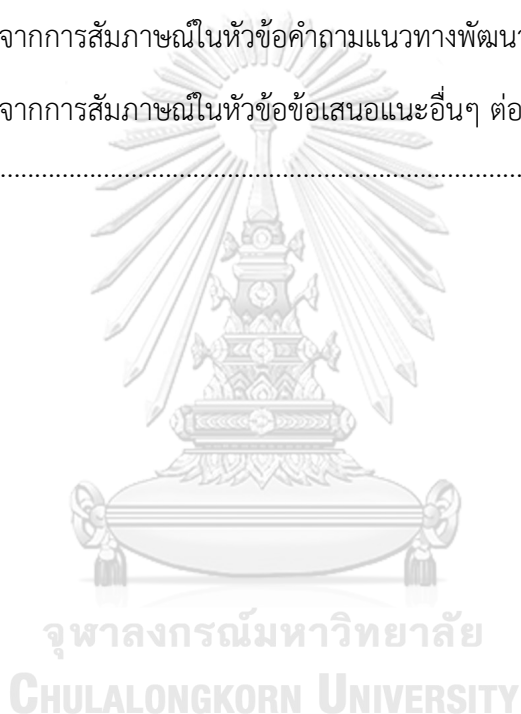 จากการสัมภาษณ์ในหัวข้อคำถามแนวทางพัฒนา
จากการสัมภาษณ์ในหัวข้อข้อเสนอแนะอื่นๆ ต่อ
................................................................................
จุฬาลงกรณ์มหาวิทยาลัย
CHULALONGKORN UNIVERSITY